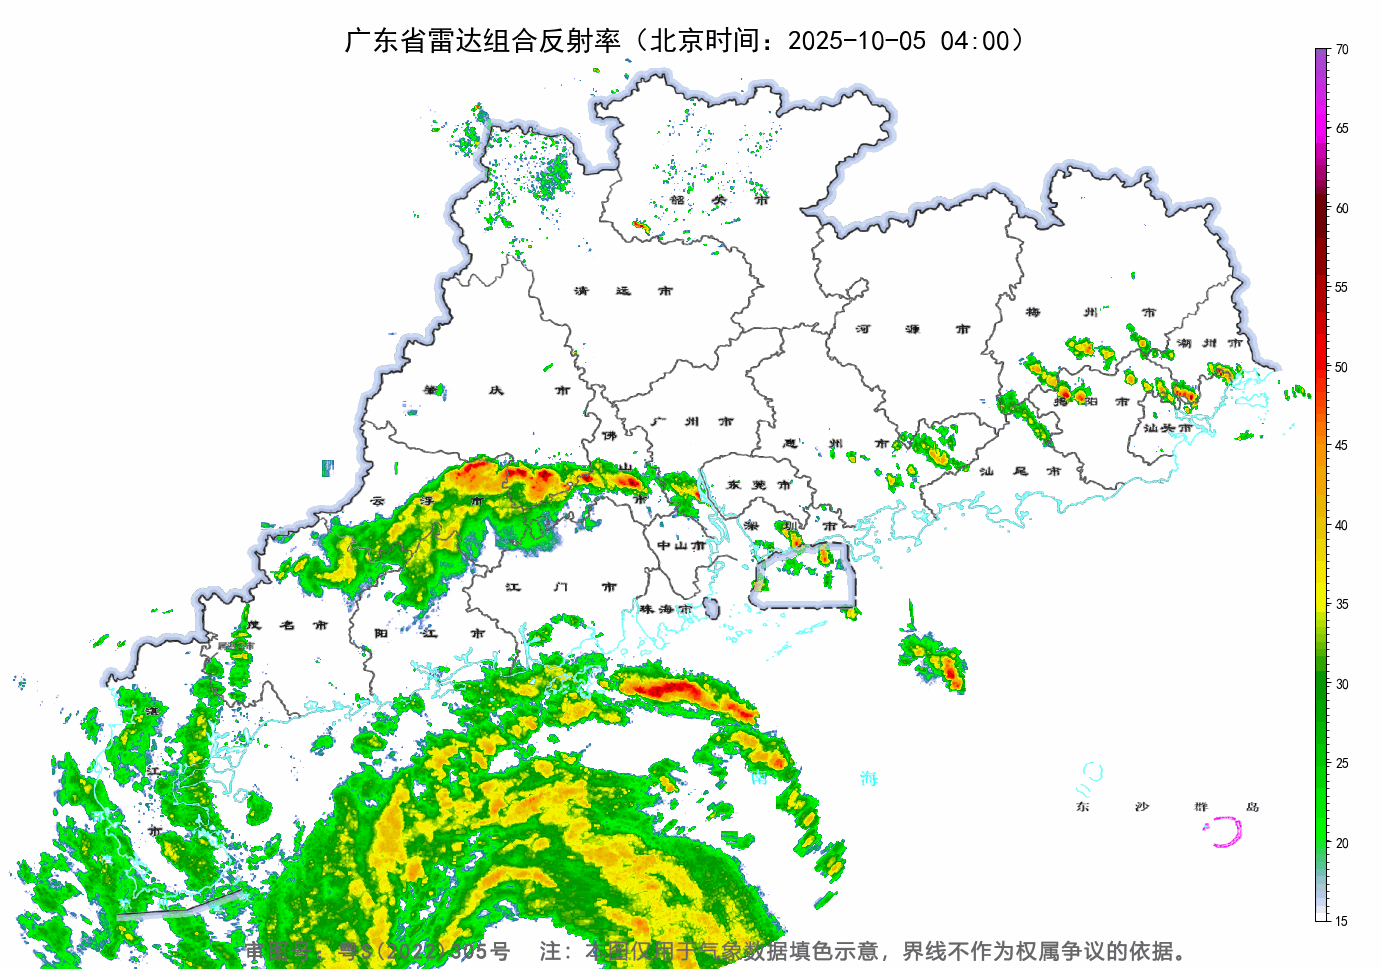 广东省雷达组合反射率（北京时间：2025-10-05 04:00）
70
65
韶关市
60
清远市
55
梅州市
河源市
潮州市
50
肇庆市
揭阳市
广州市
汕头市
佛山市
惠州市
45
汕尾市
东莞市
云浮市
深圳市
40
中山市
江门市
珠海市
35
茂名市
阳江市
30
湛江市
南海
25
东沙群岛
20
15
审图号：粤S(2022)305号 注：本图仅用于气象数据填色示意，界线不作为权属争议的依据。